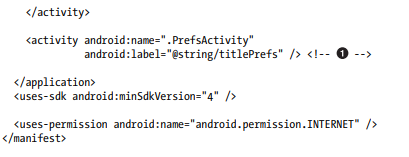 </activity>
<activity android:name=".PrefsActivity"
android:label="@string/titlePrefs" /> <!-- ❶ -->
</application>
<uses-sdk android:minSdkVersion="4" />
<uses-permission android:name="android.permission.INTERNET" />
</manifest>